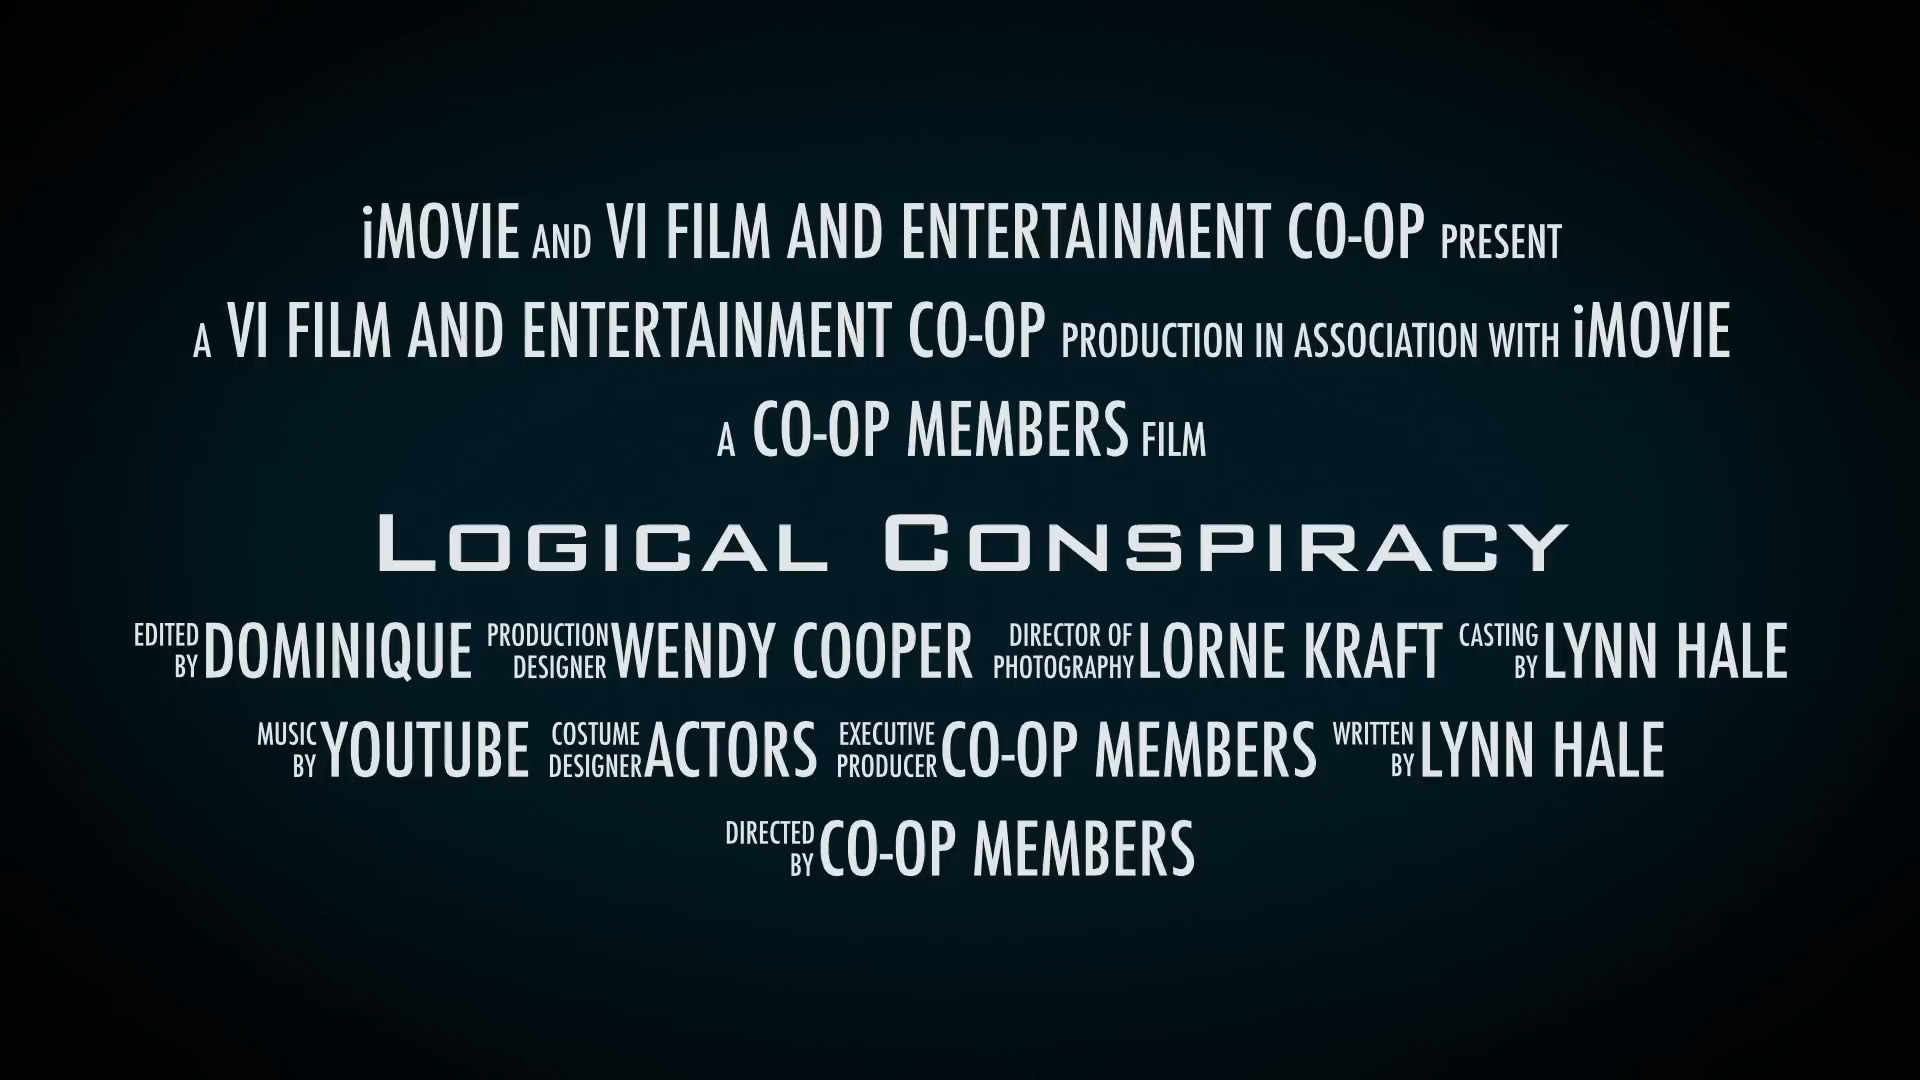 iMOVIE AND VI FILM AND ENTERTAINMENT CO-OP PRESENT
A VI FILM AND ENTERTAINMENT CO-OP PRODUCTION IN ASSOCIATION WITH iMOVIE
A CO-OP MEMBERS FILM
LOGICAL CONSPIRACY
EDITED BY DOMINIQUE PRODUCTION DESIGNER WENDY COOPER DIRECTOR OF PHOTOGRAPHY LORNE KRAFT CASTING BY LYNN HALE
MUSIC BY YOUTUBE COSTUME DESIGNER ACTORS EXECUTIVE PRODUCER CO-OP MEMBERS WRITTEN BY LYNN HALE
DIRECTED BY CO-OP MEMBERS